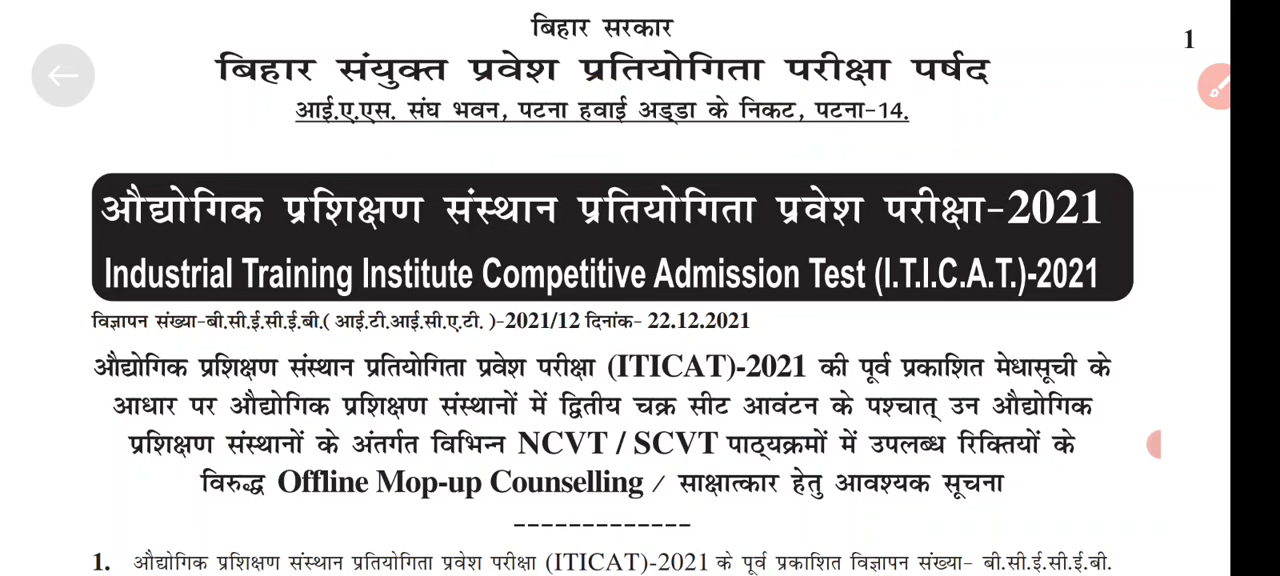 बिहार सरकार
1
बिहार संयुक्त प्रवेश प्रतियोगिता परीक्षा पर्षद
आई.ए.एस. संघ भवन, पटना हवाई अड्डा के निकट, पटना-14.
औद्योगिक प्रशिक्षण संस्थान प्रतियोगिता प्रवेश परीक्षा-2021
Industrial Training Institute Competitive Admission Test (I.T.I.C.A.T.)-2021
विज्ञापन संख्या-बी.सी.ई.सी.ई.बी.( आई.टी.आई.सी.ए.टी. )-2021/12 दिनांक- 22.12.2021
औद्योगिक प्रशिक्षण संस्थान प्रतियोगिता प्रवेश परीक्षा (ITICAT)-2021 की पूर्व प्रकाशित मेधासूची के
आधार पर औद्योगिक प्रशिक्षण संस्थानों में द्वितीय चक्र सीट आवंटन के पश्चात् उन औद्योगिक
प्रशिक्षण संस्थानों के अंतर्गत विभिन्न NCVT / SCVT पाठ्यक्रमों में उपलब्ध रिक्तियों के
विरुद्ध Offline Mop-up Counselling / साक्षात्कार हेतु आवश्यक सूचना
-------------
1. औद्योगिक प्रशिक्षण संस्थान प्रतियोगिता प्रवेश परीक्षा (ITICAT)-2021 के पूर्व प्रकाशित विज्ञापन संख्या- बी.सी.ई.सी.ई.बी.